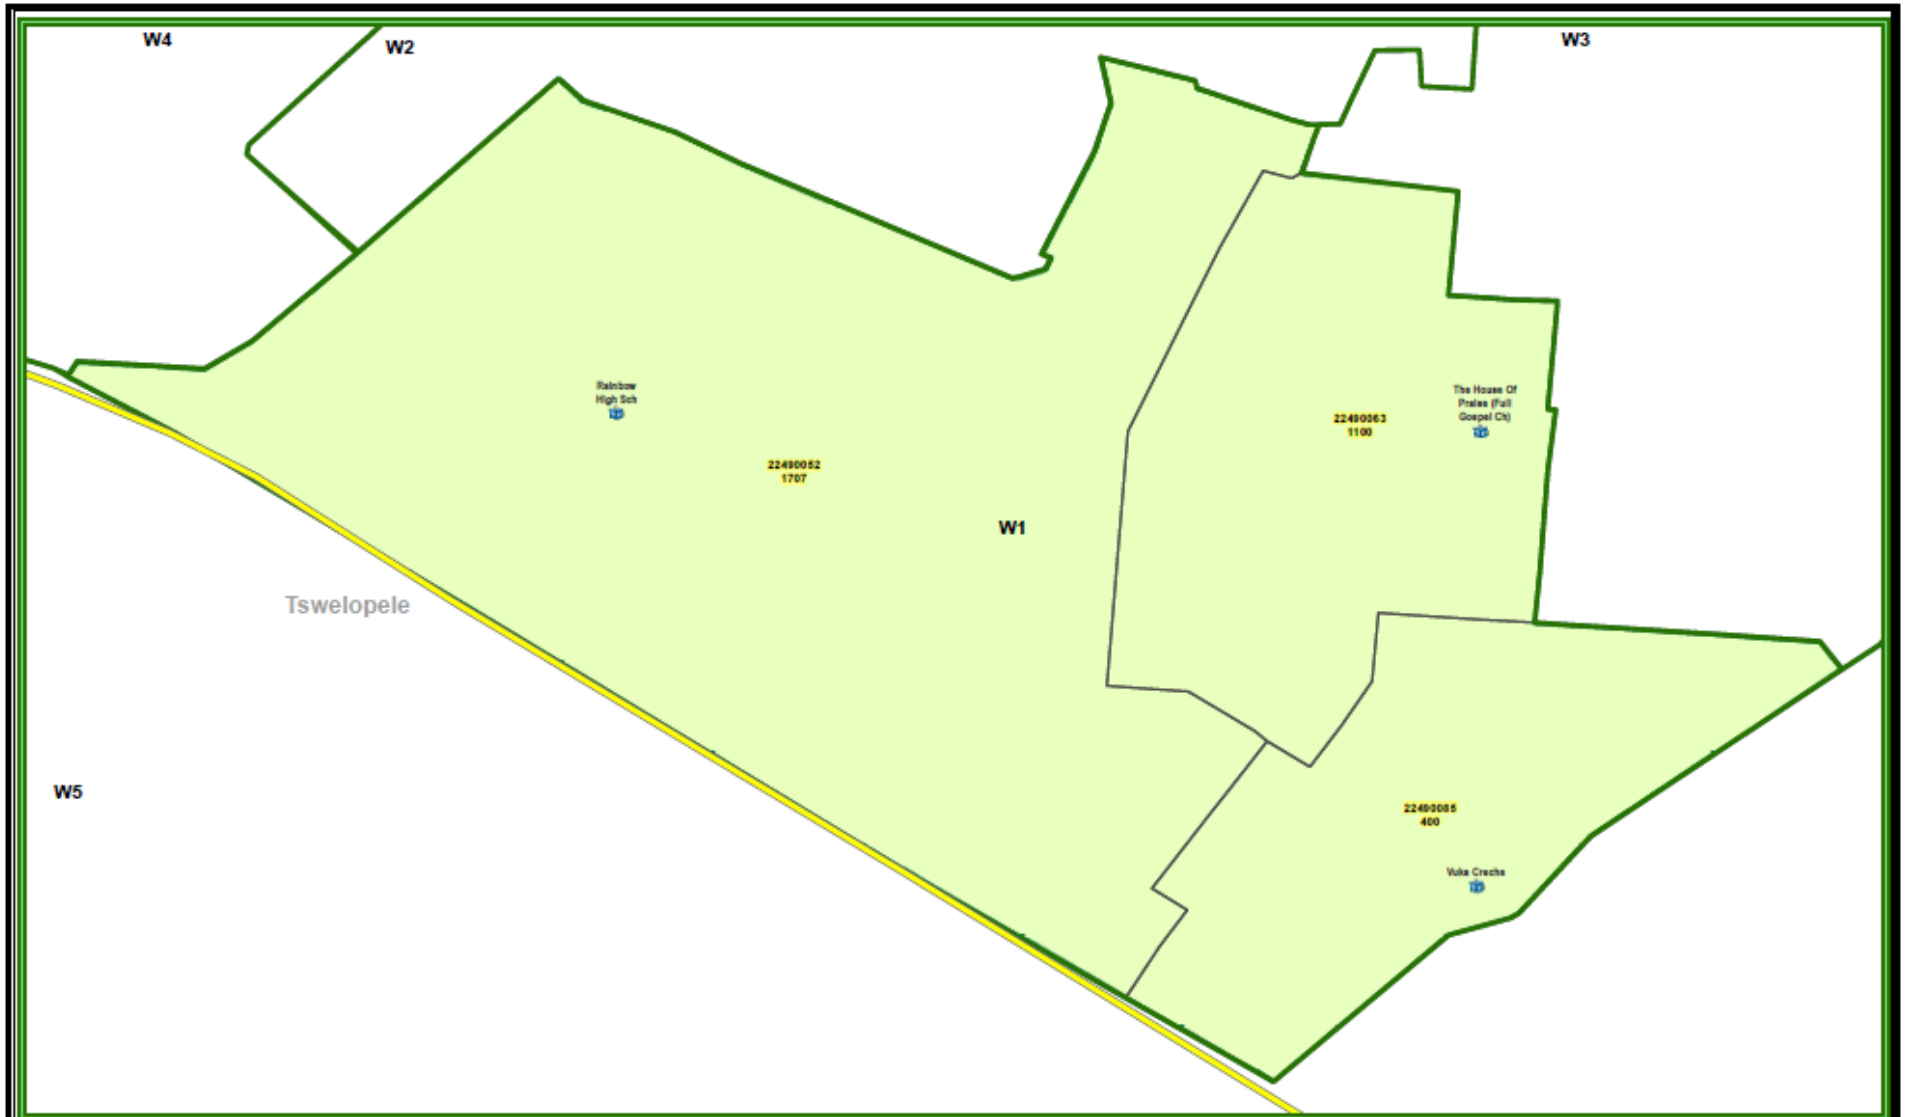 W4
W2
W3
Rainbow
High Sch
The House Of
Praise (Full
Gospel Ch)
22490063
1100
22490052
1707
W1
Tswelopele
W5
22490085
400
Vuka Creche